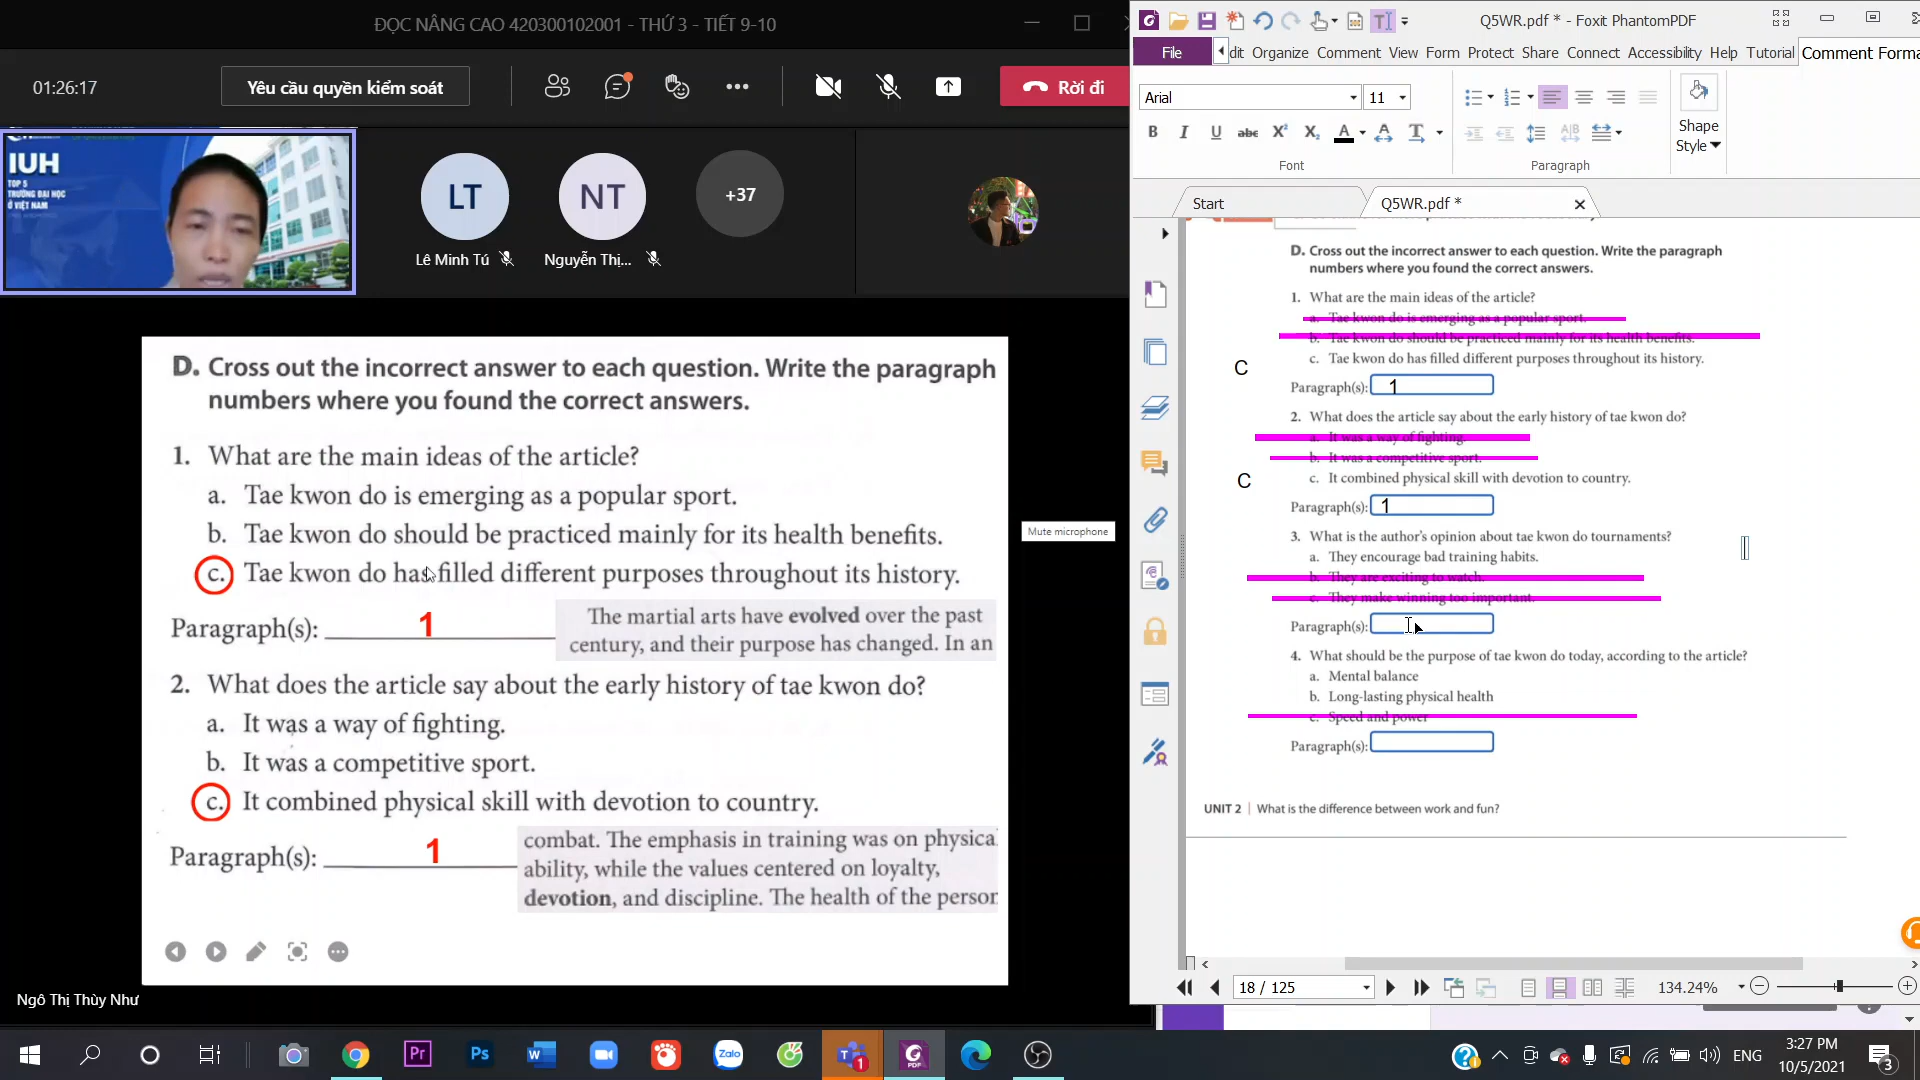 ĐỌC NÂNG CAO 420300102001 - THỨ 3 - TIẾT 9-10
01:26:17
Yêu cầu quyền kiểm soát
Rời đi
IUH
TOP 5
TRƯỜNG ĐẠI HỌC
Ở VIỆT NAM
LT
NT
+37
Lê Minh Tú
Nguyễn Thị...
D. Cross out the incorrect answer to each question. Write the paragraph
numbers where you found the correct answers.
1. What are the main ideas of the article?
a. Tae kwon do is emerging as a popular sport.
b. Tae kwon do should be practiced mainly for its health benefits.
c. Tae kwon do has filled different purposes throughout its history.
Paragraph(s): 1
The martial arts have evolved over the past
century, and their purpose has changed. In an
2. What does the article say about the early history of tae kwon do?
a. It was a way of fighting.
b. It was a competitive sport.
c. It combined physical skill with devotion to country.
Paragraph(s): 1
combat. The emphasis in training was on physica
ability, while the values centered on loyalty,
devotion, and discipline. The health of the person
Mute microphone
Ngô Thị Thùy Như
Q5WR.pdf * - Foxit PhantomPDF
File dit Organize Comment View Form Protect Share Connect Accessibility Help Tutorial Comment Forma
Arial 11
B I U abc X² X₂ A A T
Font
Paragraph
Shape
Style
Start
Q5WR.pdf *
D. Cross out the incorrect answer to each question. Write the paragraph
numbers where you found the correct answers.
1. What are the main ideas of the article?
a. Tae kwon do is emerging as a popular sport.
b. Tae kwon do should be practiced mainly for its health benefits.
c. Tae kwon do has filled different purposes throughout its history.
C
Paragraph(s): 1
2. What does the article say about the early history of tae kwon do?
a. It was a way of fighting.
b. It was a competitive sport.
c. It combined physical skill with devotion to country.
C
Paragraph(s): 1
3. What is the author's opinion about tae kwon do tournaments?
a. They encourage bad training habits.
b. They are exciting to watch.
c. They make winning too important.
Paragraph(s):
4. What should be the purpose of tae kwon do today, according to the article?
a. Mental balance
b. Long-lasting physical health
c. Speed and power
Paragraph(s):
UNIT 2 | What is the difference between work and fun?
18 / 125
134.24%
Pr
Ps
W
Zalo
1
PDF
ENG
3:27 PM
10/5/2021
3